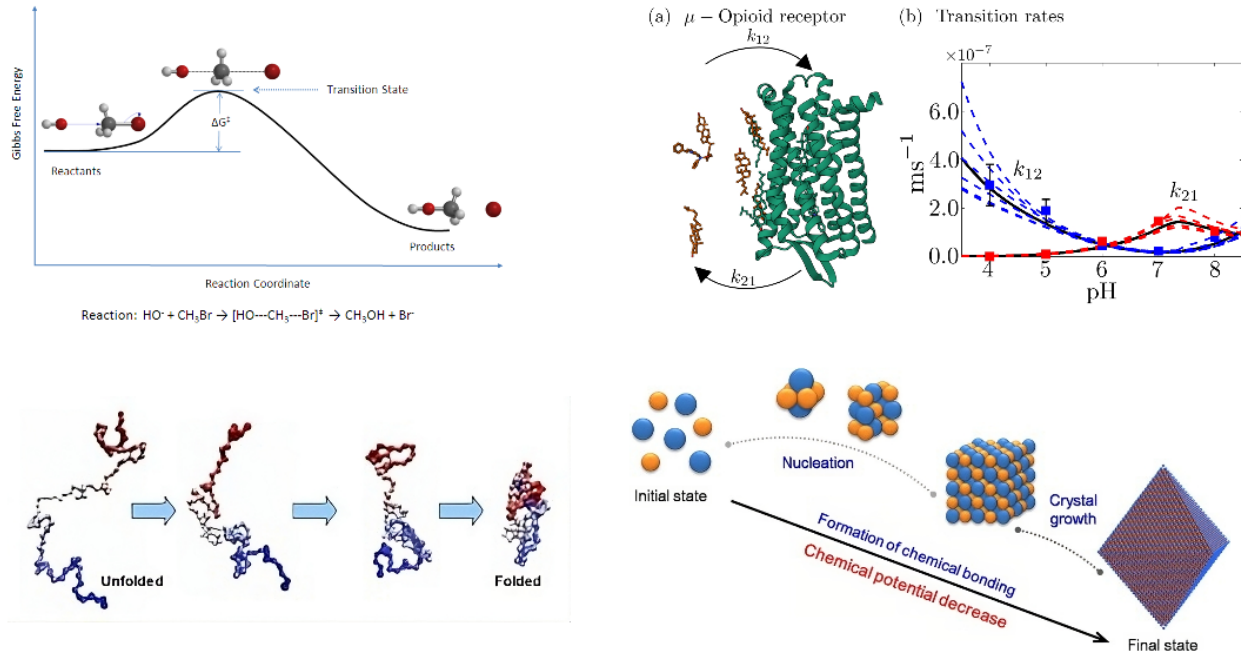 Gibbs Free Energy
Transition State
ΔG‡
Reactants
Products
Reaction Coordinate
Reaction: HO⁻ + CH₃Br → [HO---CH₃---Br]‡ → CH₃OH + Br⁻
(a) μ − Opioid receptor
k₁₂
k₂₁
(b) Transition rates
×10⁻⁷
6.0
4.0
2.0
0.0
ms⁻¹
k₁₂
k₂₁
4 5 6 7 8
pH
Unfolded
Folded
Initial state
Nucleation
Crystal
growth
Formation of chemical bonding
Chemical potential decrease
Final state